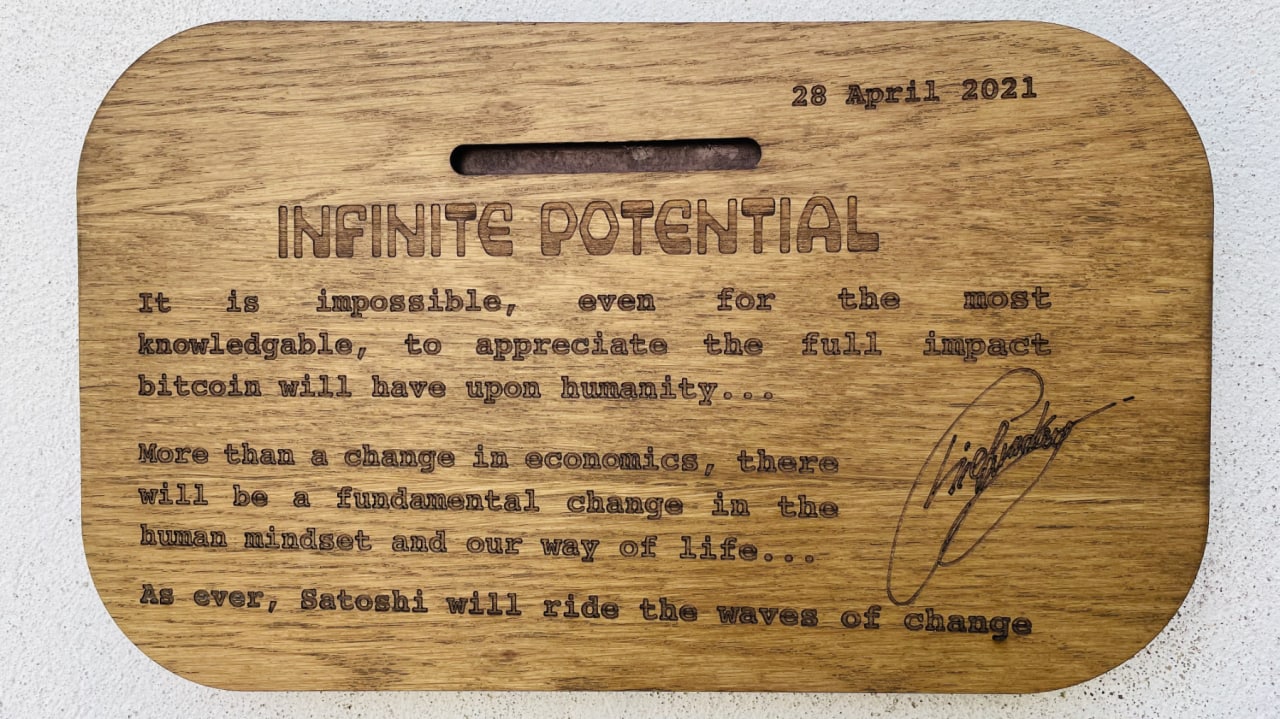 28 April 2021
INFINITE POTENTIAL
It is impossible, even for the most
knowledgable, to appreciate the full impact
bitcoin will have upon humanity...
More than a change in economics, there
will be a fundamental change in the
human mindset and our way of life...
As ever, Satoshi will ride the waves of change